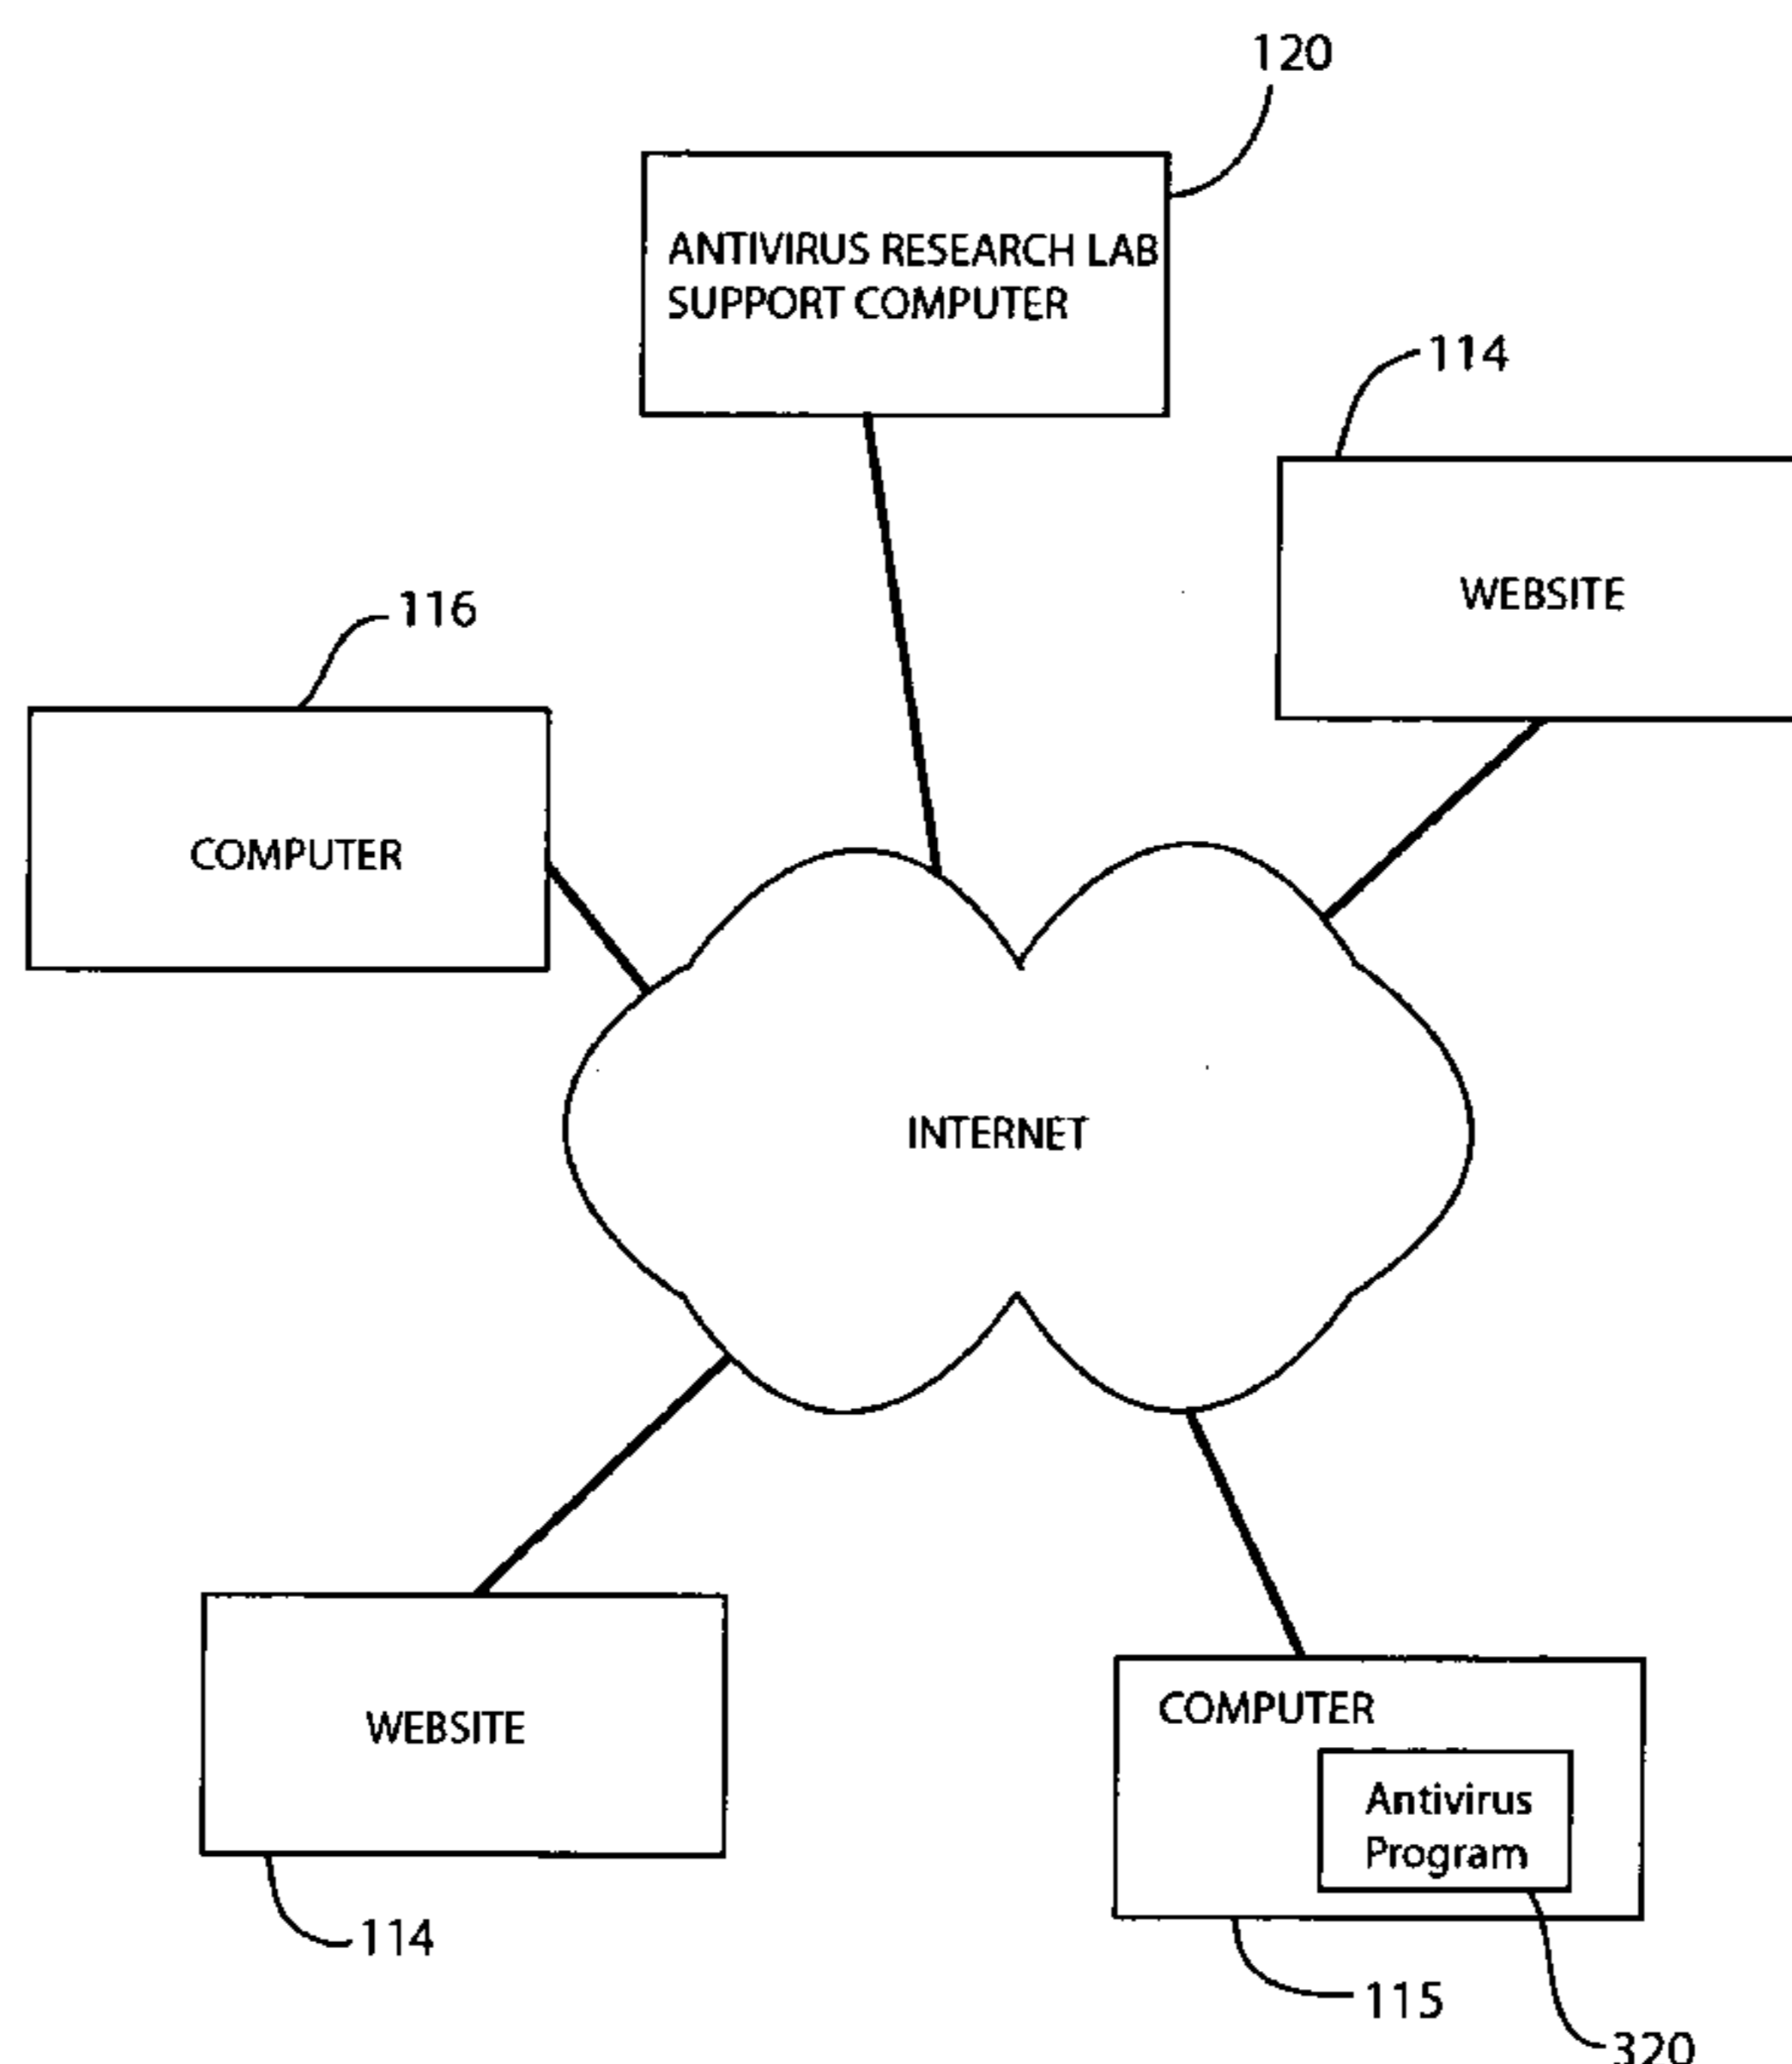 120
ANTIVIRUS RESEARCH LAB
SUPPORT COMPUTER
114
WEBSITE
116
COMPUTER
INTERNET
WEBSITE
114
COMPUTER
Antivirus
Program
115
320